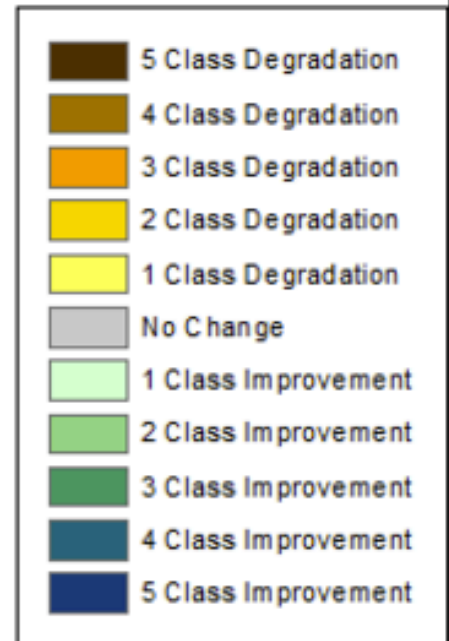 5 Class Degradation
4 Class Degradation
3 Class Degradation
2 Class Degradation
1 Class Degradation
No Change
1 Class Improvement
2 Class Improvement
3 Class Improvement
4 Class Improvement
5 Class Improvement